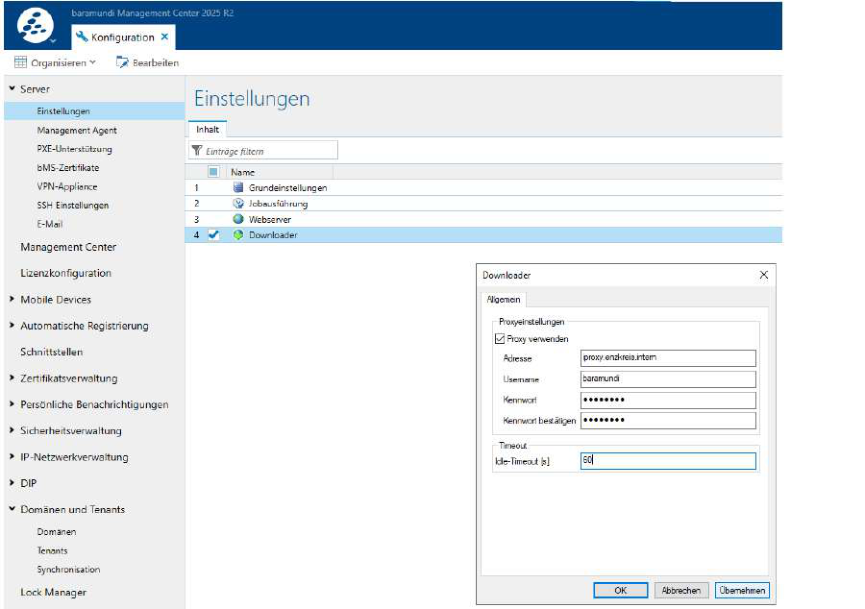 baramundi Management Center 2025 R2
Konfiguration
Organisieren
Bearbeiten
Server
Einstellungen
Management Agent
PXE-Unterstützung
bMS-Zertifikate
VPN-Appliance
SSH Einstellungen
E-Mail
Management Center
Lizenzkonfiguration
Mobile Devices
Automatische Registrierung
Schnittstellen
Zertifikatsverwaltung
Persönliche Benachrichtigungen
Sicherheitsverwaltung
IP-Netzwerkverwaltung
DIP
Domänen und Tenants
Domänen
Tenants
Synchronisation
Lock Manager
Einstellungen
Inhalt
Einträge filtern
Name
1 Grundeinstellungen
2 Jobausführung
3 Webserver
4 Downloader
Downloader
Allgemein
Proxyeinstellungen
Proxy verwenden
Adresse proxy.enzkreis.intern
Username baramundi
Kennwort ••••••••
Kennwort bestätigen ••••••••
Timeout
Idle-Timeout [s] 60
OK Abbrechen Übernehmen